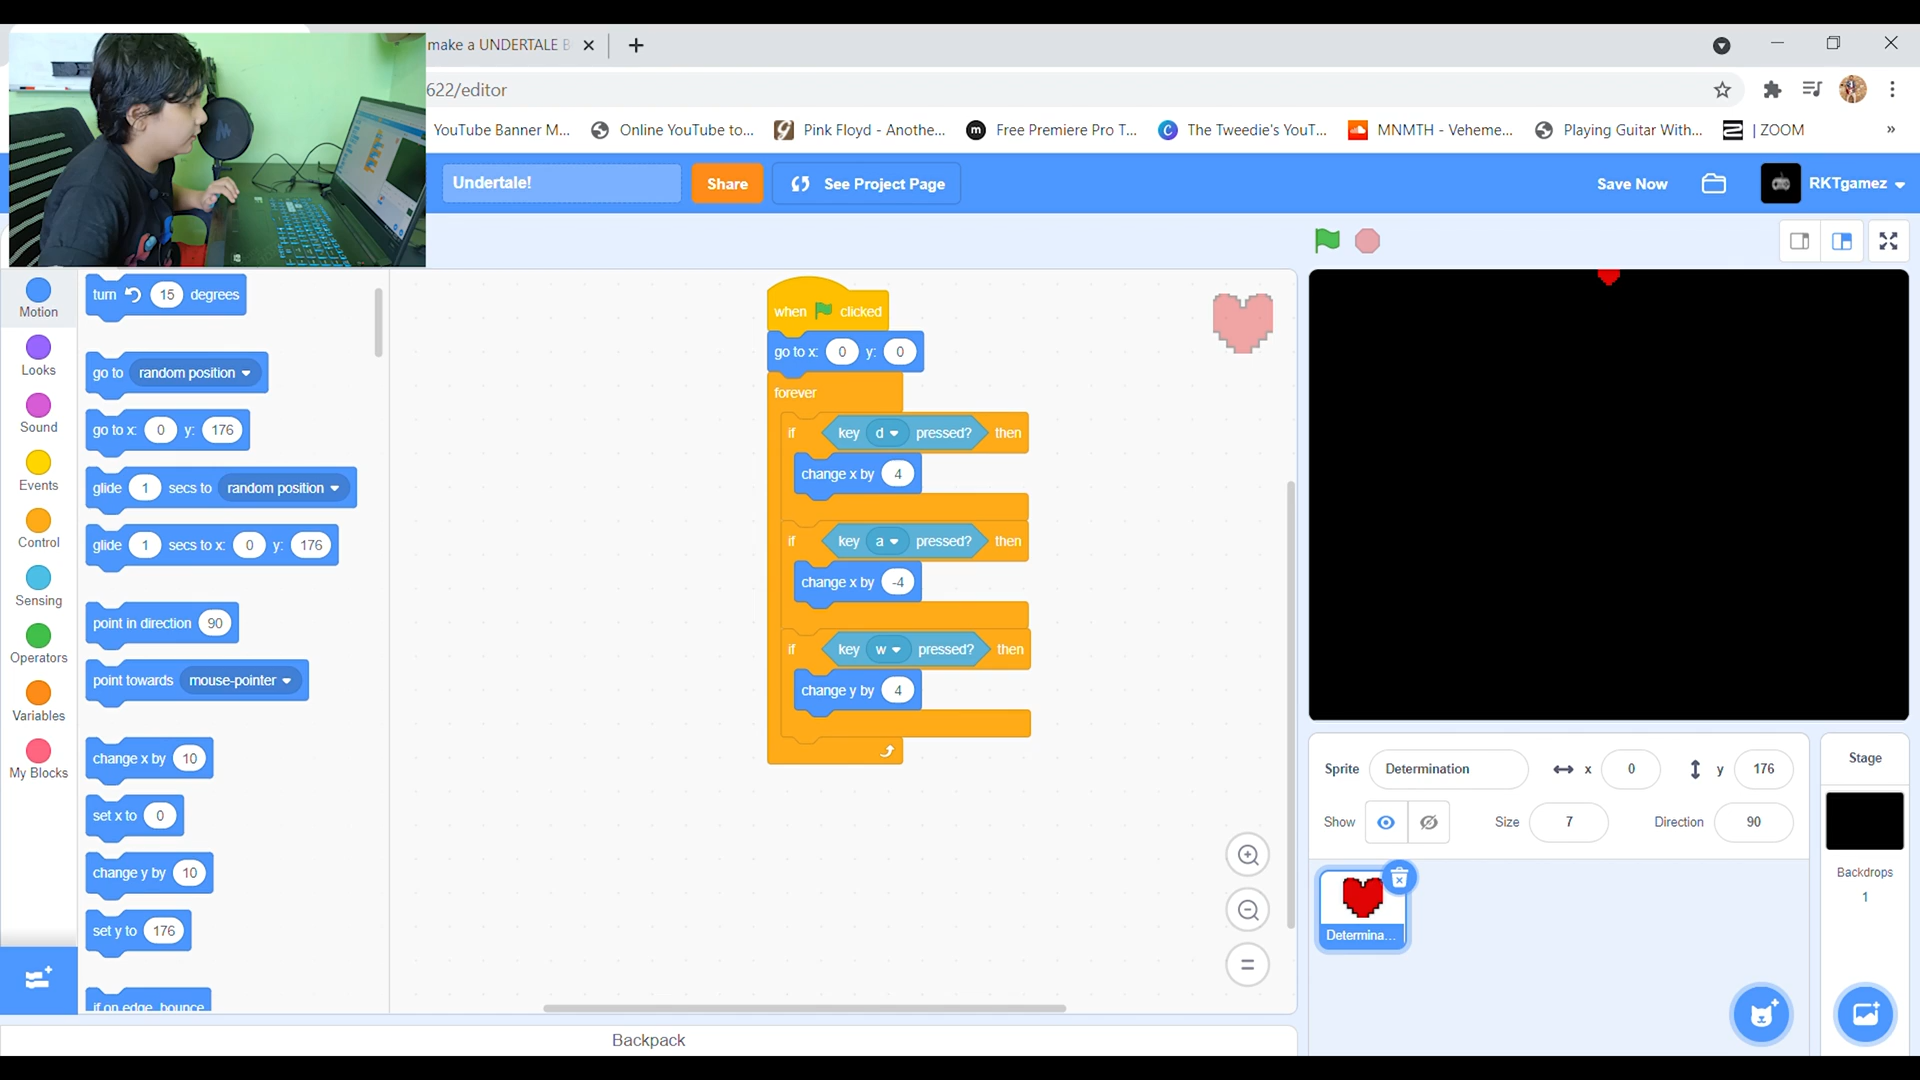 make a UNDERTALE B
622/editor
YouTube Banner M...
Online YouTube to...
Pink Floyd - Anothe...
Free Premiere Pro T...
The Tweedie's YouT...
MNMTH - Veheme...
Playing Guitar With...
| ZOOM
»
Undertale!
Share
See Project Page
Save Now
RKTgamez
Motion
Looks
Sound
Events
Control
Sensing
Operators
Variables
My Blocks
turn 15 degrees
go to random position
go to x: 0 y: 176
glide 1 secs to random position
glide 1 secs to x: 0 y: 176
point in direction 90
point towards mouse-pointer
change x by 10
set x to 0
change y by 10
set y to 176
if on edge, bounce
when clicked
go to x: 0 y: 0
forever
if key d pressed? then
change x by 4
if key a pressed? then
change x by -4
if key w pressed? then
change y by 4
Backpack
Sprite Determination x 0 y 176
Show Size 7 Direction 90
Determina...
Stage
Backdrops
1